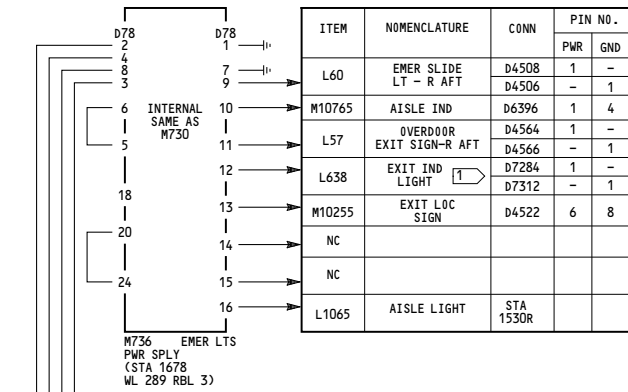 D78 D78
2 1
4
8 7
3 9
6 INTERNAL 10
SAME AS
M730
5 11
12
18
13
20
14
24 15
16
M736 EMER LTS
PWR SPLY
(STA 1678
WL 289 RBL 3)
ITEM NOMENCLATURE CONN PIN NO.
PWR GND
L60 EMER SLIDE LT - R AFT D4508 1 -
D4506 - 1
M10765 AISLE IND D6396 1 4
L57 OVERDOOR EXIT SIGN-R AFT D4564 1 -
D4566 - 1
L638 EXIT IND LIGHT 1 D7284 1 -
D7312 - 1
M10255 EXIT LOC SIGN D4522 6 8
NC
NC
L1065 AISLE LIGHT STA 1530R